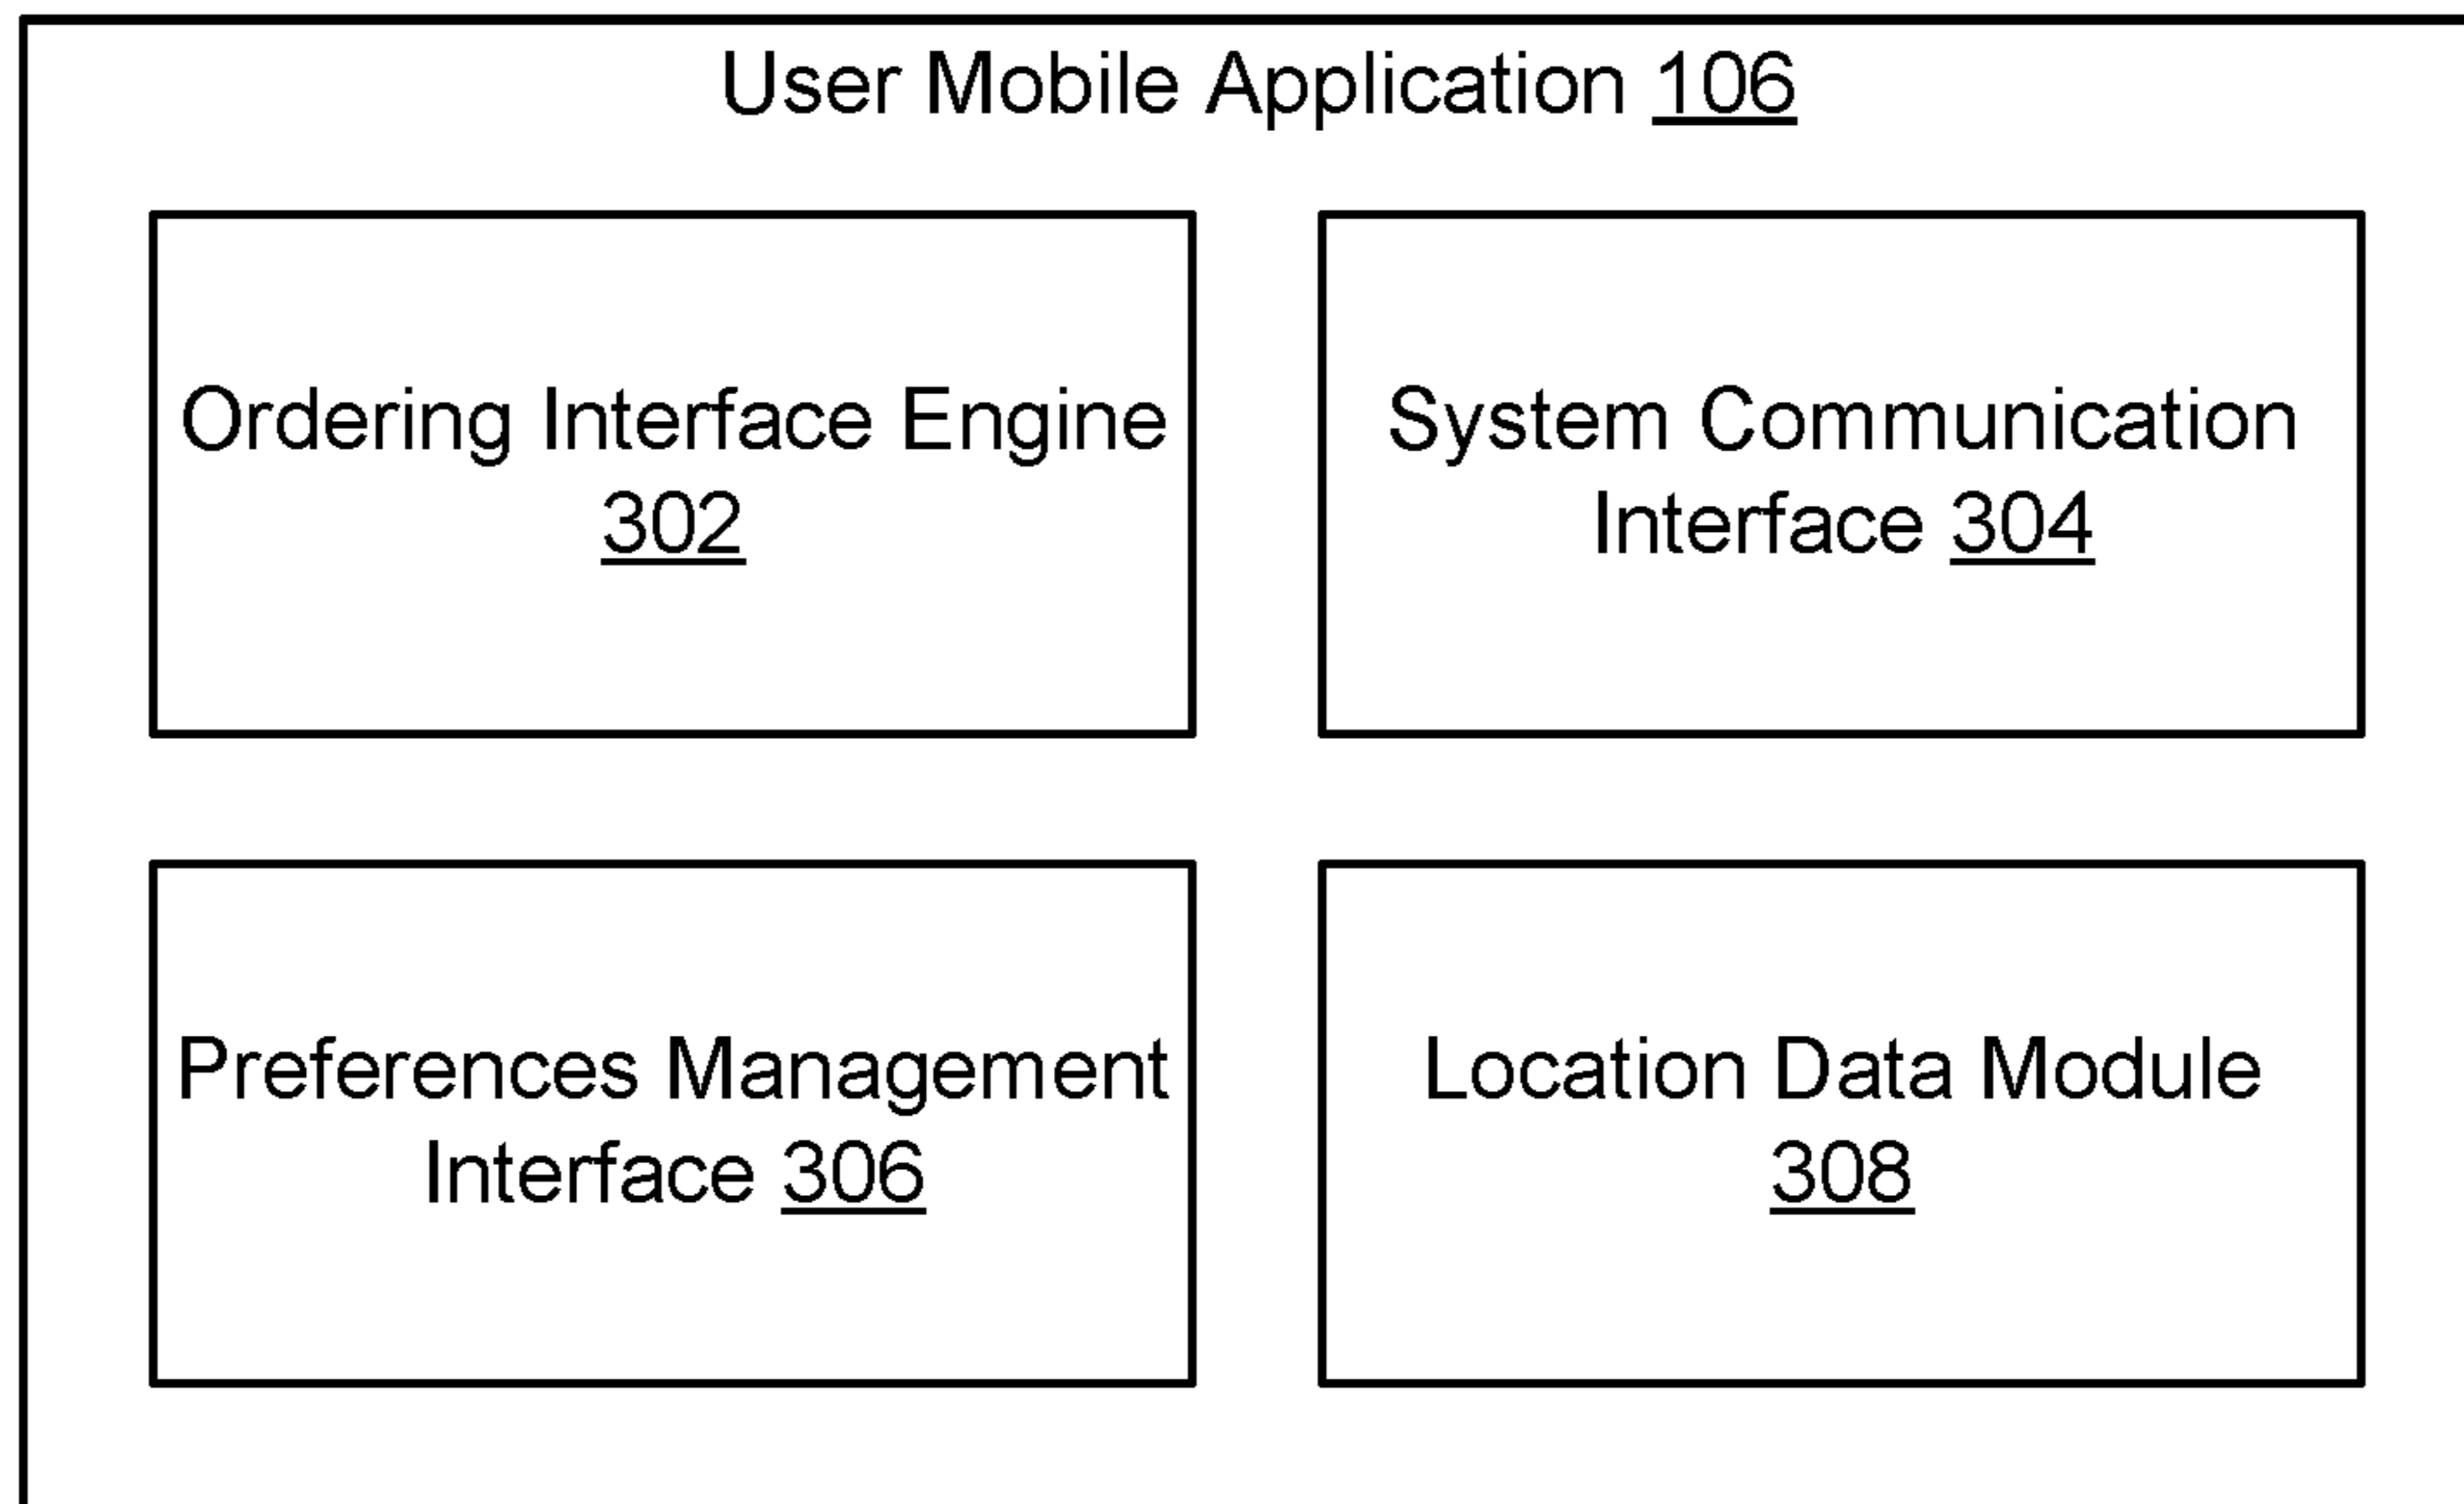 User Mobile Application 106
Ordering Interface Engine
302
System Communication
Interface 304
Preferences Management
Interface 306
Location Data Module
308